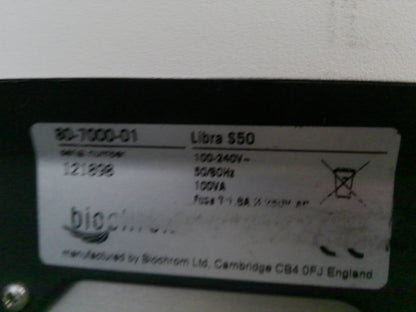 80-7000-01
Libra S50
serial number
121898
100-240V~
50/60Hz
100VA
Fuse
biochrom
manufactured by Biochrom Ltd, Cambridge CB4 0FJ England